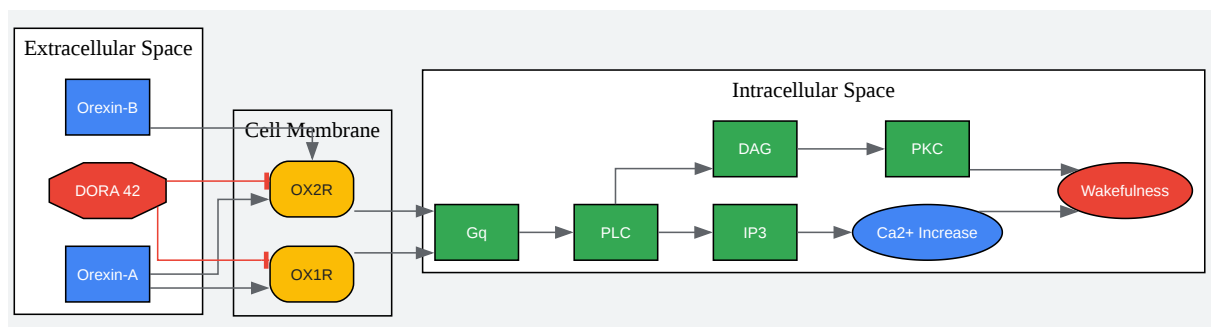 Extracellular Space
Orexin-B
DORA 42
Orexin-A
Cell Membrane
OX2R
OX1R
Intracellular Space
DAG
PKC
Wakefulness
Gq
PLC
IP3
Ca2+ Increase